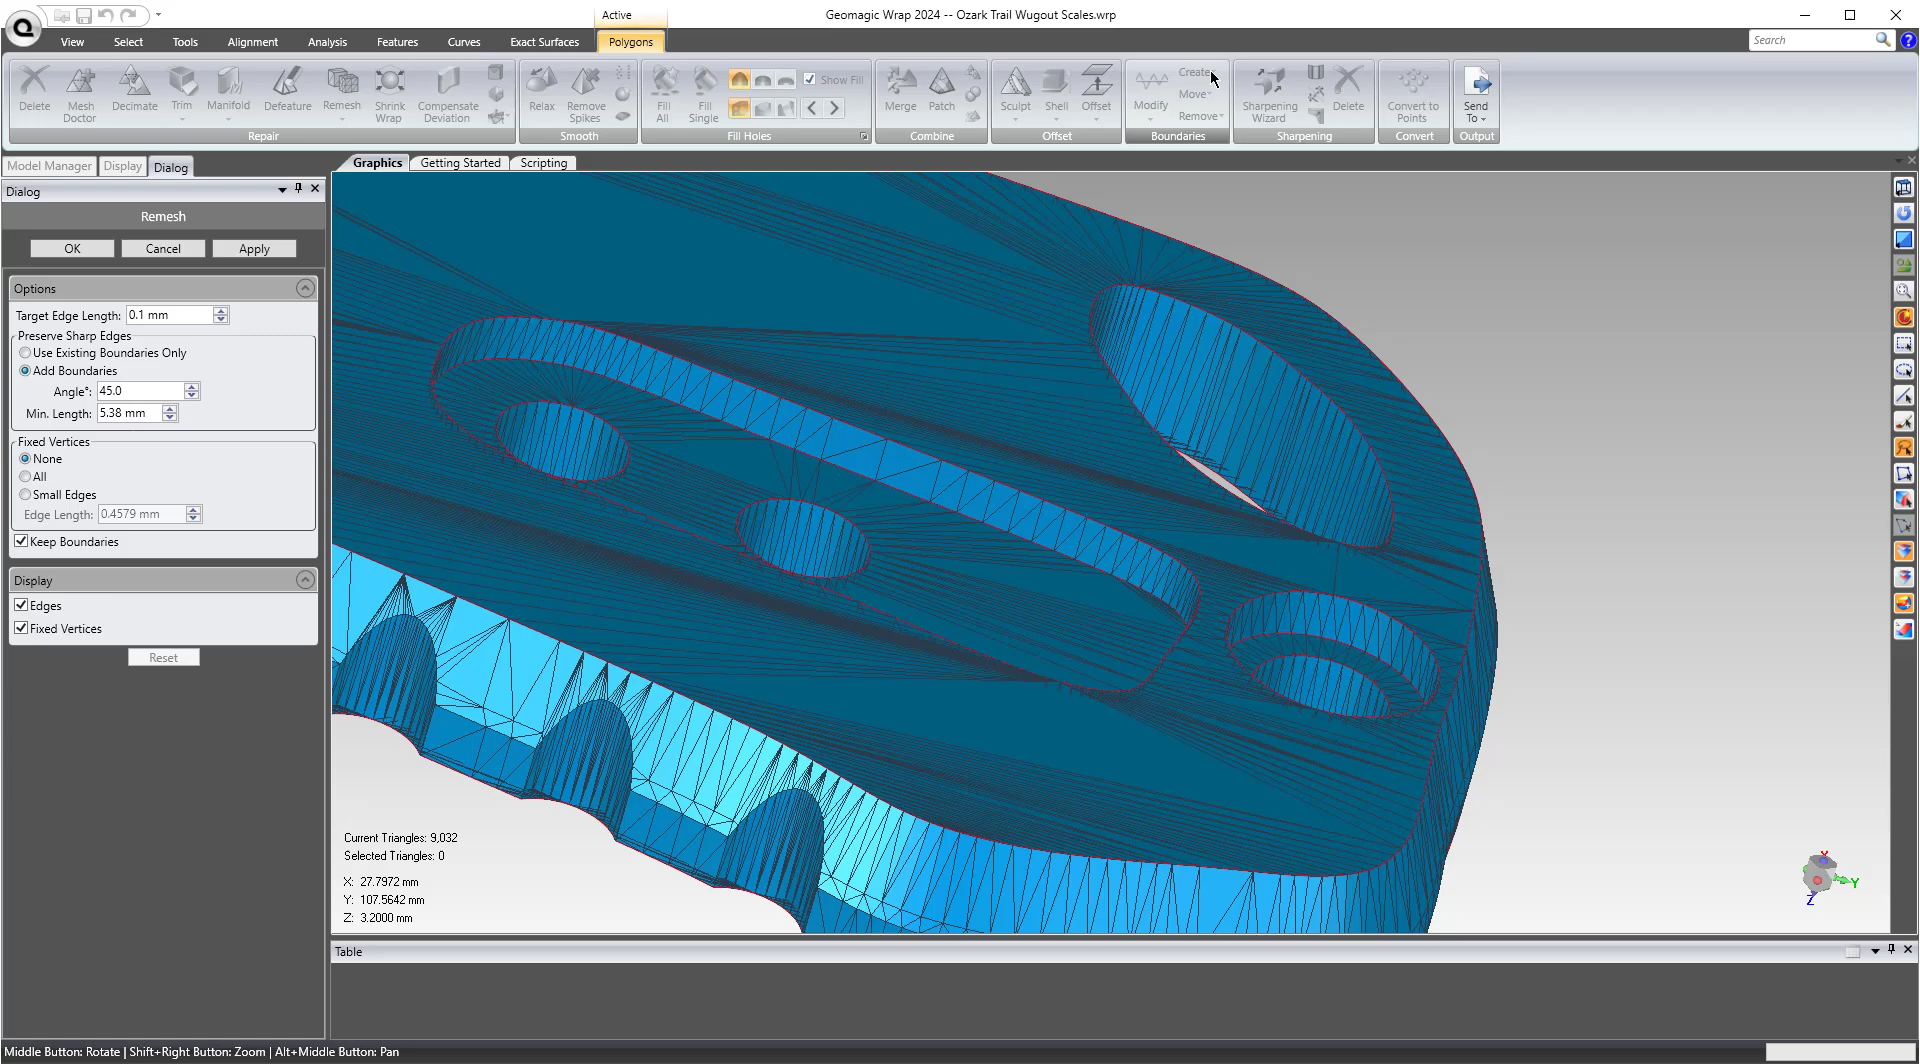 Active
Geomagic Wrap 2024 -- Ozark Trail Wugout Scales.wrp
View
Select
Tools
Alignment
Analysis
Features
Curves
Exact Surfaces
Polygons
Search
Delete
Mesh Doctor
Decimate
Trim
Manifold
Defeature
Remesh
Shrink Wrap
Compensate Deviation
Repair
Relax
Remove Spikes
Smooth
Fill All
Fill Single
Show Fill
Fill Holes
Merge
Patch
Combine
Sculpt
Shell
Offset
Offset
Modify
Create
Move
Remove
Boundaries
Sharpening Wizard
Delete
Sharpening
Convert to Points
Convert
Send To
Output
Model Manager
Display
Dialog
Graphics
Getting Started
Scripting
Dialog
Remesh
OK
Cancel
Apply
Options
Target Edge Length: 0.1 mm
Preserve Sharp Edges
Use Existing Boundaries Only
Add Boundaries
Angle°: 45.0
Min. Length: 5.38 mm
Fixed Vertices
None
All
Small Edges
Edge Length: 0.4579 mm
Keep Boundaries
Display
Edges
Fixed Vertices
Reset
Current Triangles: 9,032
Selected Triangles: 0
X: 27.7972 mm
Y: 107.5642 mm
Z: 3.2000 mm
X
Y
Z
Table
Middle Button: Rotate | Shift+Right Button: Zoom | Alt+Middle Button: Pan